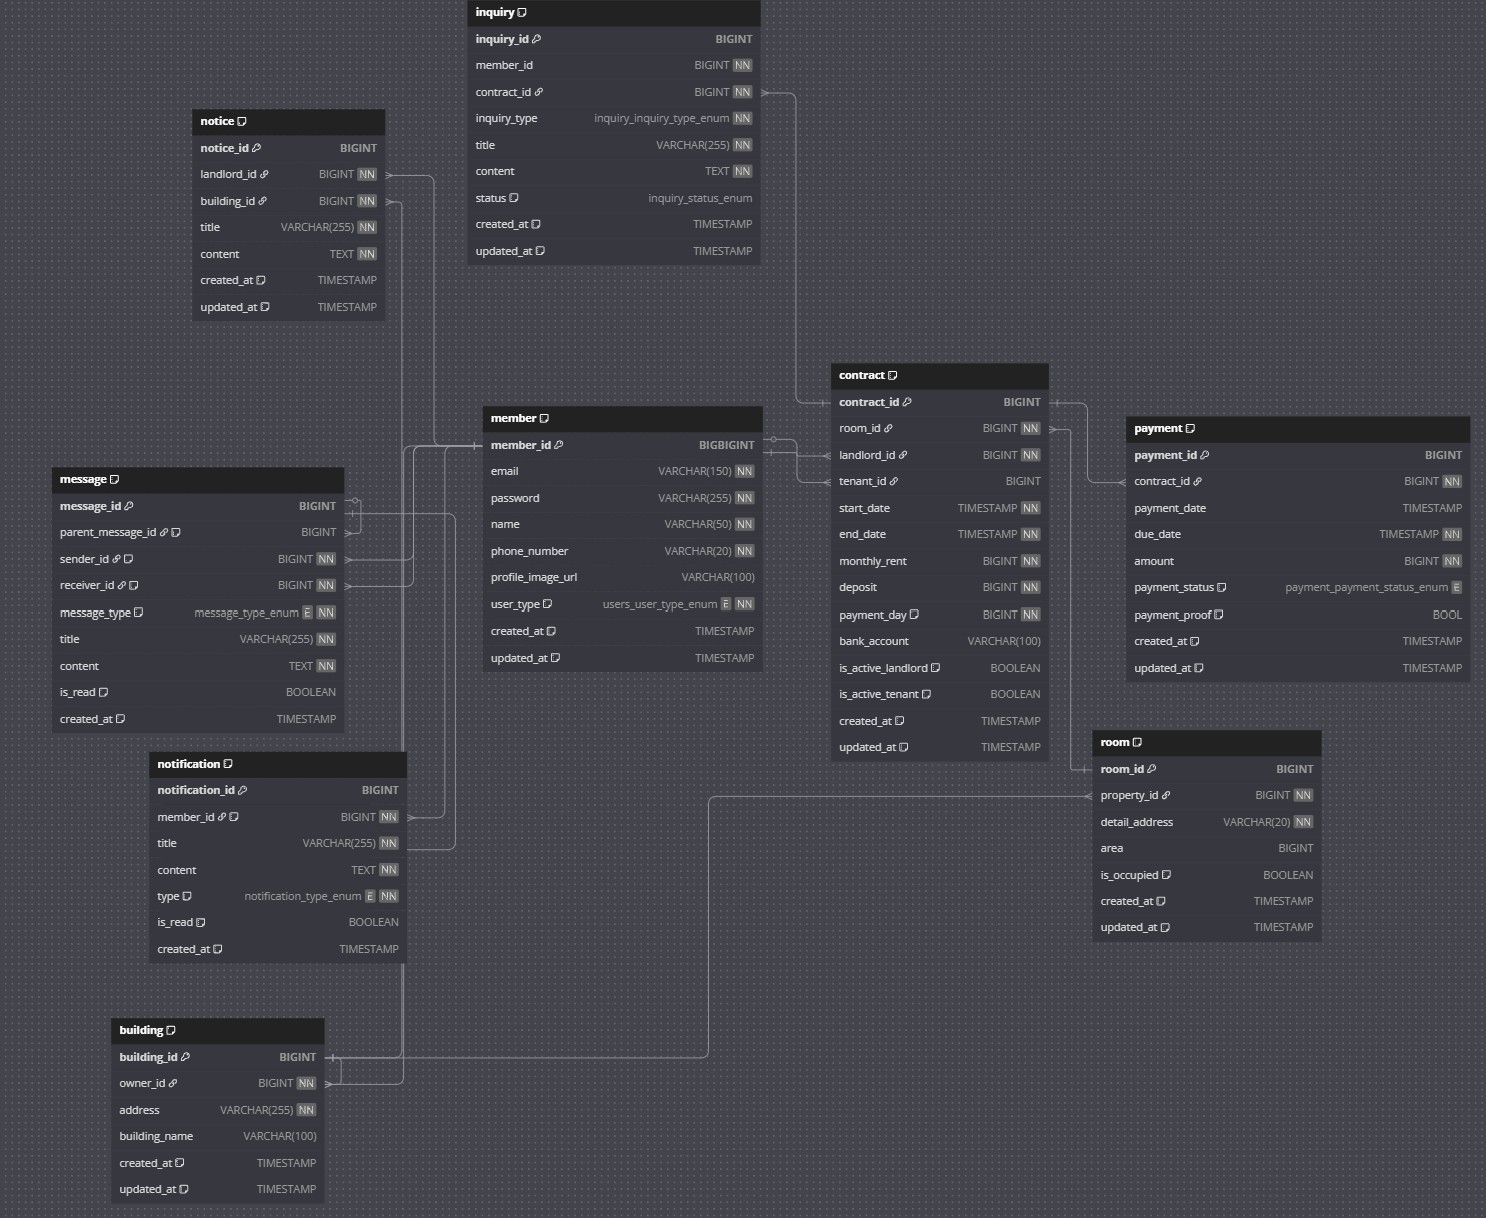 inquiry
inquiry_id BIGINT
member_id BIGINT NN
contract_id BIGINT NN
inquiry_type inquiry_inquiry_type_enum NN
title VARCHAR(255) NN
content TEXT NN
status inquiry_status_enum
created_at TIMESTAMP
updated_at TIMESTAMP
notice
notice_id BIGINT
landlord_id BIGINT NN
building_id BIGINT NN
title VARCHAR(255) NN
content TEXT NN
created_at TIMESTAMP
updated_at TIMESTAMP
contract
contract_id BIGINT
room_id BIGINT NN
landlord_id BIGINT NN
tenant_id BIGINT
start_date TIMESTAMP NN
end_date TIMESTAMP NN
monthly_rent BIGINT NN
deposit BIGINT NN
payment_day BIGINT NN
bank_account VARCHAR(100)
is_active_landlord BOOLEAN
is_active_tenant BOOLEAN
created_at TIMESTAMP
updated_at TIMESTAMP
member
member_id BIGBIGINT
email VARCHAR(150) NN
password VARCHAR(255) NN
name VARCHAR(50) NN
phone_number VARCHAR(20) NN
profile_image_url VARCHAR(100)
user_type users_user_type_enum E NN
created_at TIMESTAMP
updated_at TIMESTAMP
payment
payment_id BIGINT
contract_id BIGINT NN
payment_date TIMESTAMP
due_date TIMESTAMP NN
amount BIGINT NN
payment_status payment_payment_status_enum E
payment_proof BOOL
created_at TIMESTAMP
updated_at TIMESTAMP
message
message_id BIGINT
parent_message_id BIGINT
sender_id BIGINT NN
receiver_id BIGINT NN
message_type message_type_enum E NN
title VARCHAR(255) NN
content TEXT NN
is_read BOOLEAN
created_at TIMESTAMP
room
room_id BIGINT
property_id BIGINT NN
detail_address VARCHAR(20) NN
area BIGINT
is_occupied BOOLEAN
created_at TIMESTAMP
updated_at TIMESTAMP
notification
notification_id BIGINT
member_id BIGINT NN
title VARCHAR(255) NN
content TEXT NN
type notification_type_enum E NN
is_read BOOLEAN
created_at TIMESTAMP
building
building_id BIGINT
owner_id BIGINT NN
address VARCHAR(255) NN
building_name VARCHAR(100)
created_at TIMESTAMP
updated_at TIMESTAMP